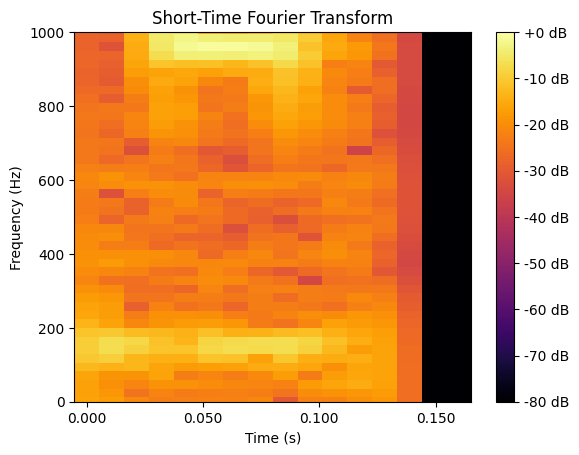 Short-Time Fourier Transform
1000
800
600
400
200
0
Frequency (Hz)
0.000
0.050
0.100
0.150
Time (s)
+0 dB
-10 dB
-20 dB
-30 dB
-40 dB
-50 dB
-60 dB
-70 dB
-80 dB